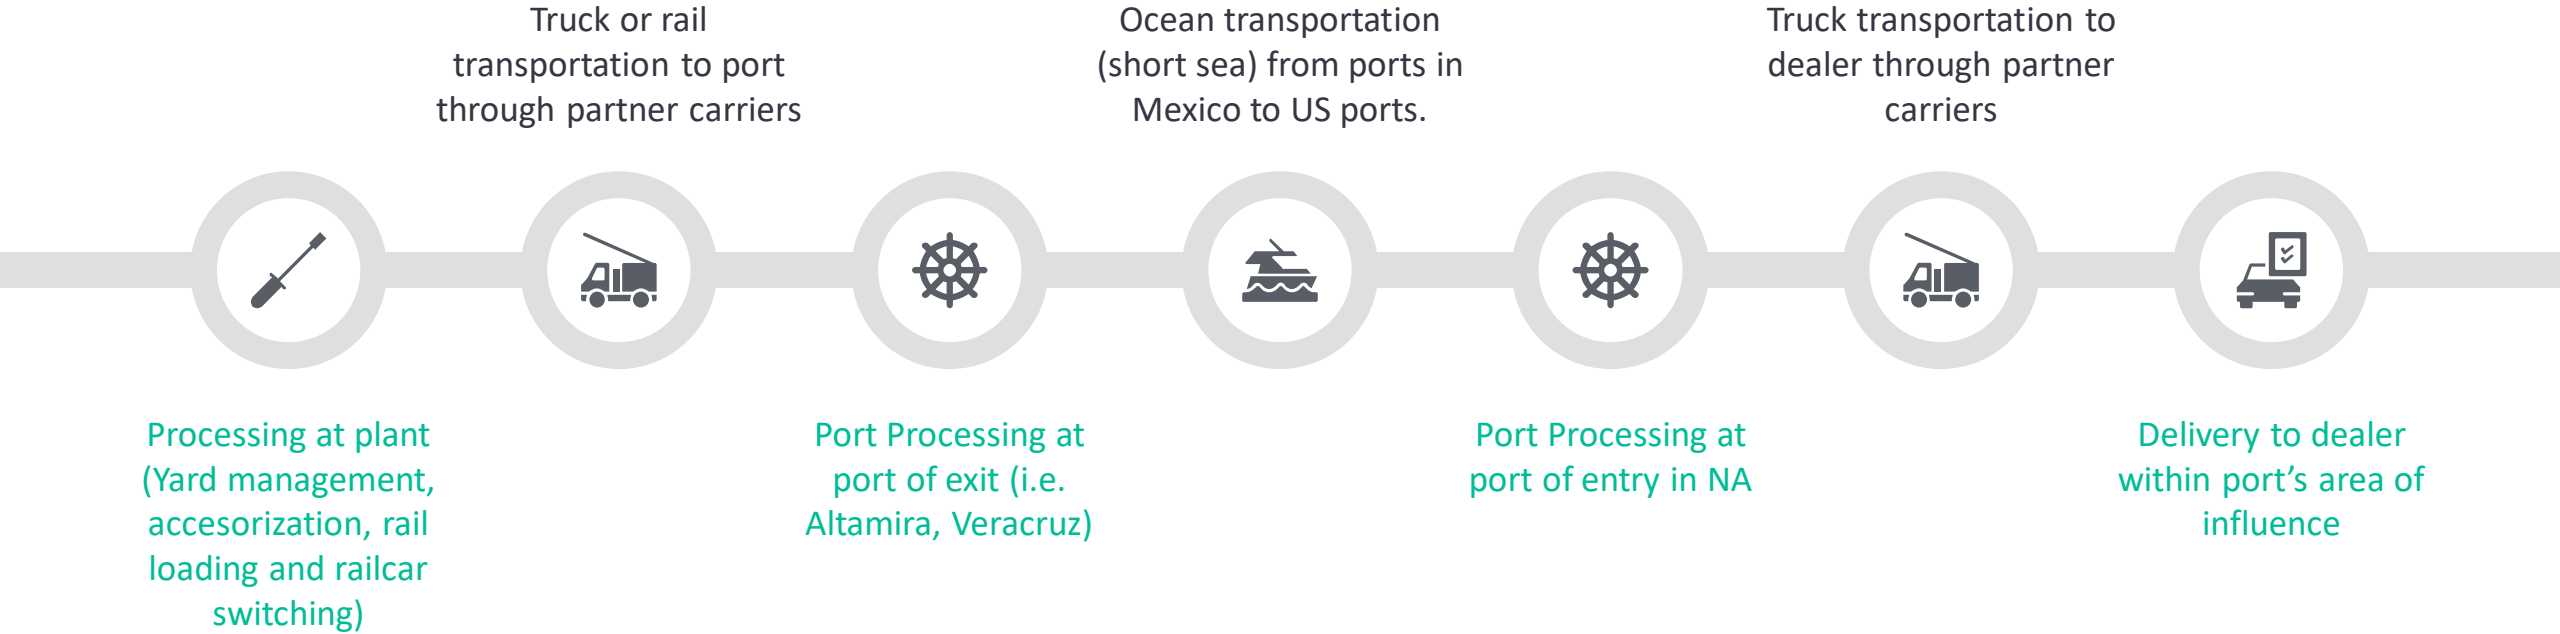 Truck or rail
transportation to port
through partner carriers
Ocean transportation
(short sea) from ports in
Mexico to US ports.
Truck transportation to
dealer through partner
carriers
Processing at plant
(Yard management,
accesorization, rail
loading and railcar
switching)
Port Processing at
port of exit (i.e.
Altamira, Veracruz)
Port Processing at
port of entry in NA
Delivery to dealer
within port’s area of
influence